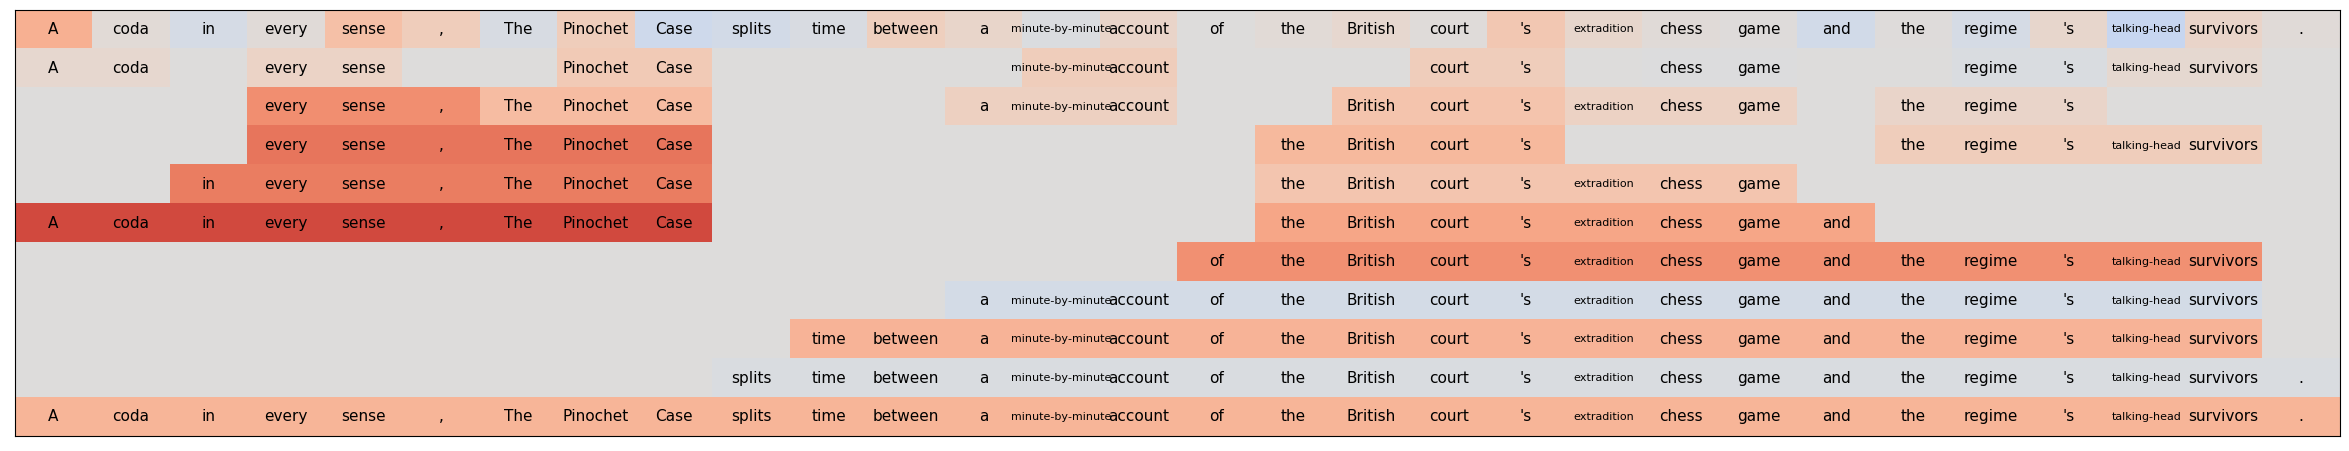 A coda in every sense , The Pinochet Case splits time between a minute-by-minute account of the British court 's extradition chess game and the regime 's talking-head survivors .
A coda every sense Pinochet Case minute-by-minute account court 's chess game regime 's talking-head survivors
every sense , The Pinochet Case a minute-by-minute account British court 's extradition chess game the regime 's
every sense , The Pinochet Case the British court 's the regime 's talking-head survivors
in every sense , The Pinochet Case the British court 's extradition chess game
A coda in every sense , The Pinochet Case the British court 's extradition chess game and
of the British court 's extradition chess game and the regime 's talking-head survivors
a minute-by-minute account of the British court 's extradition chess game and the regime 's talking-head survivors
time between a minute-by-minute account of the British court 's extradition chess game and the regime 's talking-head survivors
splits time between a minute-by-minute account of the British court 's extradition chess game and the regime 's talking-head survivors .
A coda in every sense , The Pinochet Case splits time between a minute-by-minute account of the British court 's extradition chess game and the regime 's talking-head survivors .